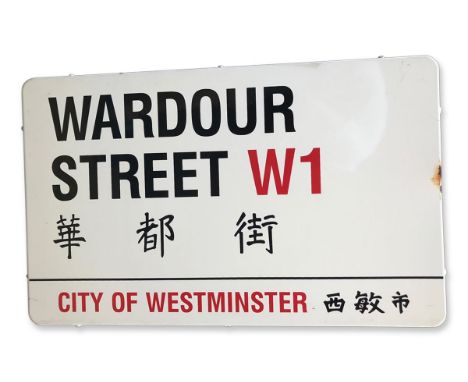 WARDOUR
STREET W1
華都街
CITY OF WESTMINSTER 西敏市